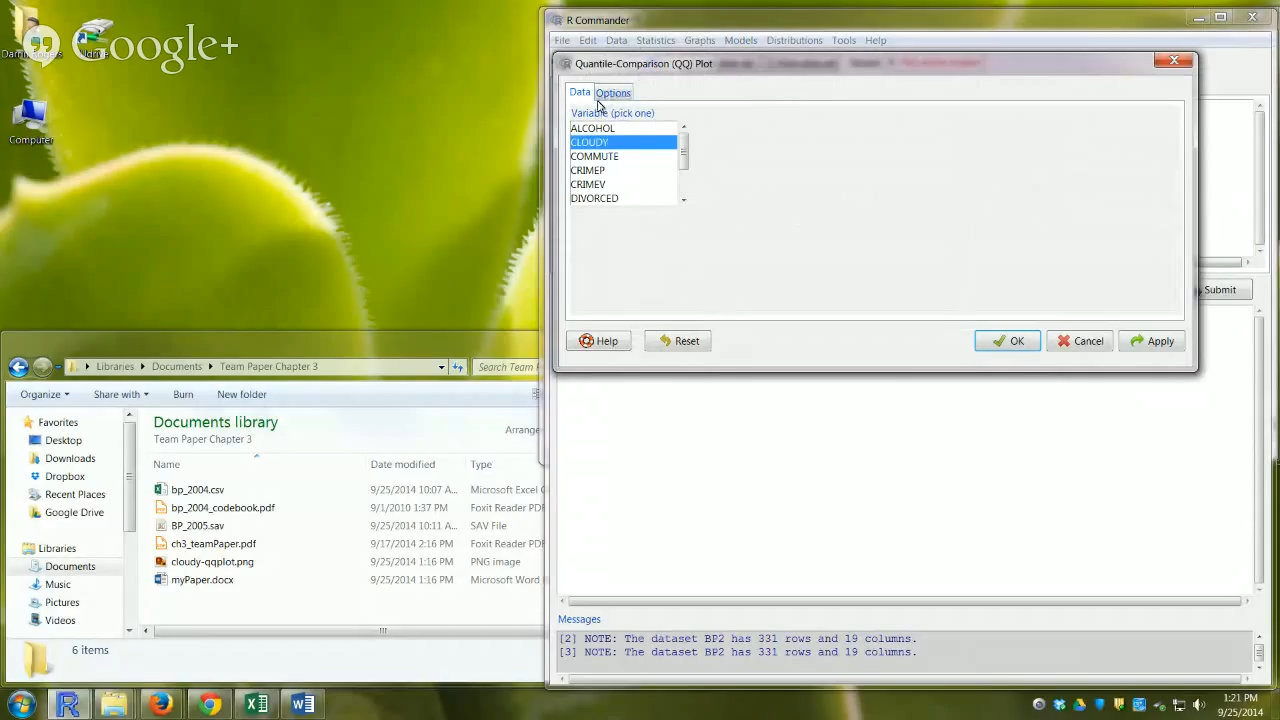 Google+
Computer
R Commander
File Edit Data Statistics Graphs Models Distributions Tools Help
Quantile-Comparison (QQ) Plot
Data Options
Variable (pick one)
ALCOHOL
CLOUDY
COMMUTE
CRIMEP
CRIMEV
DIVORCED
Submit
Help Reset OK Cancel Apply
Libraries Documents Team Paper Chapter 3 Search Team P
Organize Share with Burn New folder
Favorites
Desktop
Downloads
Dropbox
Recent Places
Google Drive
Libraries
Documents
Music
Pictures
Videos
Documents library
Team Paper Chapter 3
Arrange
Name Date modified Type
bp_2004.csv 9/25/2014 10:07 A... Microsoft Excel C
bp_2004_codebook.pdf 9/1/2010 1:37 PM Foxit Reader PDF
BP_2005.sav 9/25/2014 10:11 A... SAV File
ch3_teamPaper.pdf 9/17/2014 2:16 PM Foxit Reader PDF
cloudy-qqplot.png 9/25/2014 1:16 PM PNG image
myPaper.docx 9/25/2014 1:16 PM Microsoft Word
6 items
Messages
[2] NOTE: The dataset BP2 has 331 rows and 19 columns.
[3] NOTE: The dataset BP2 has 331 rows and 19 columns.
1:21 PM
9/25/2014